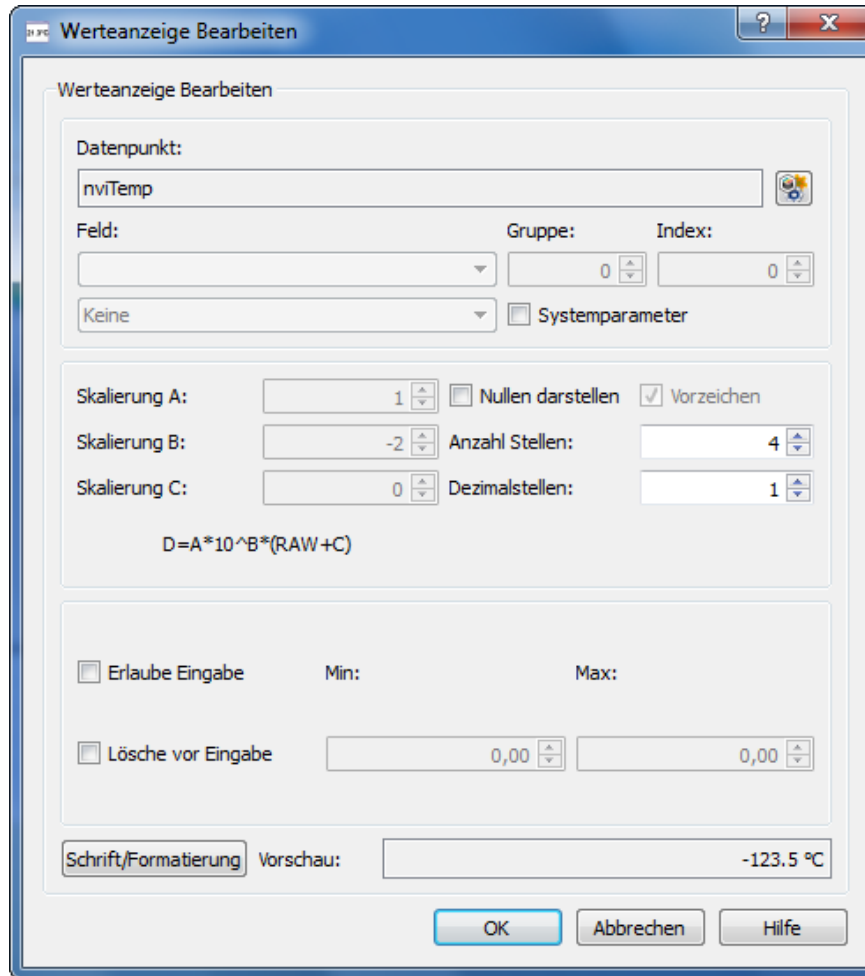 Werteanzeige Bearbeiten
Werteanzeige Bearbeiten
Datenpunkt:
nviTemp
Feld: Gruppe: Index:
0 0
Keine Systemparameter
Skalierung A: 1 Nullen darstellen Vorzeichen
Skalierung B: -2 Anzahl Stellen: 4
Skalierung C: 0 Dezimalstellen: 1
D=A*10^B*(RAW+C)
Erlaube Eingabe Min: Max:
Lösche vor Eingabe 0,00 0,00
Schrift/Formatierung Vorschau: -123.5 °C
OK Abbrechen Hilfe